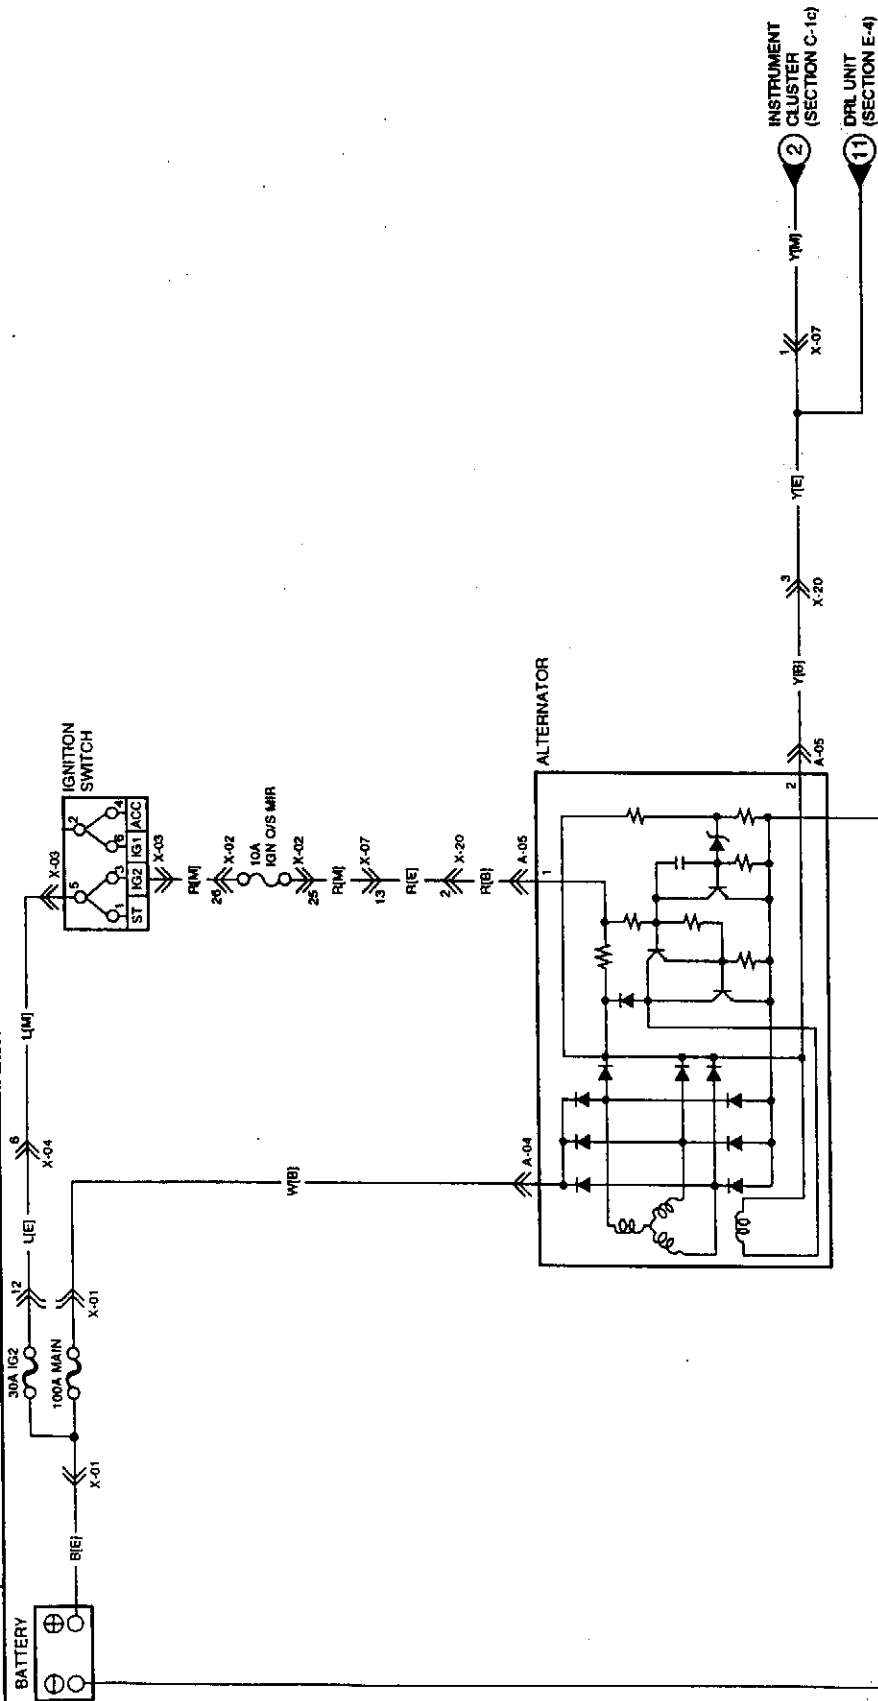 BATTERY
⊖ ⊕
B[E]
X-01
30A IG2
100A MAIN
12
X-01
L[E]
8
X-04
L[M]
X-03
IGNITION
SWITCH
5
2
1
3
6
4
ST
IG2
IG1
ACC
X-03
R[M]
26
X-02
10A
IGN O/S MIR
25
X-02
R[M]
13
X-07
R[E]
2
X-20
R[B]
A-05
1
W[B]
A-04
ALTERNATOR
2
A-05
Y[B]
3
X-20
Y[E]
1
X-07
Y[M]
2
INSTRUMENT
CLUSTER
(SECTION C-1c)
11
DRL UNIT
(SECTION E-4)